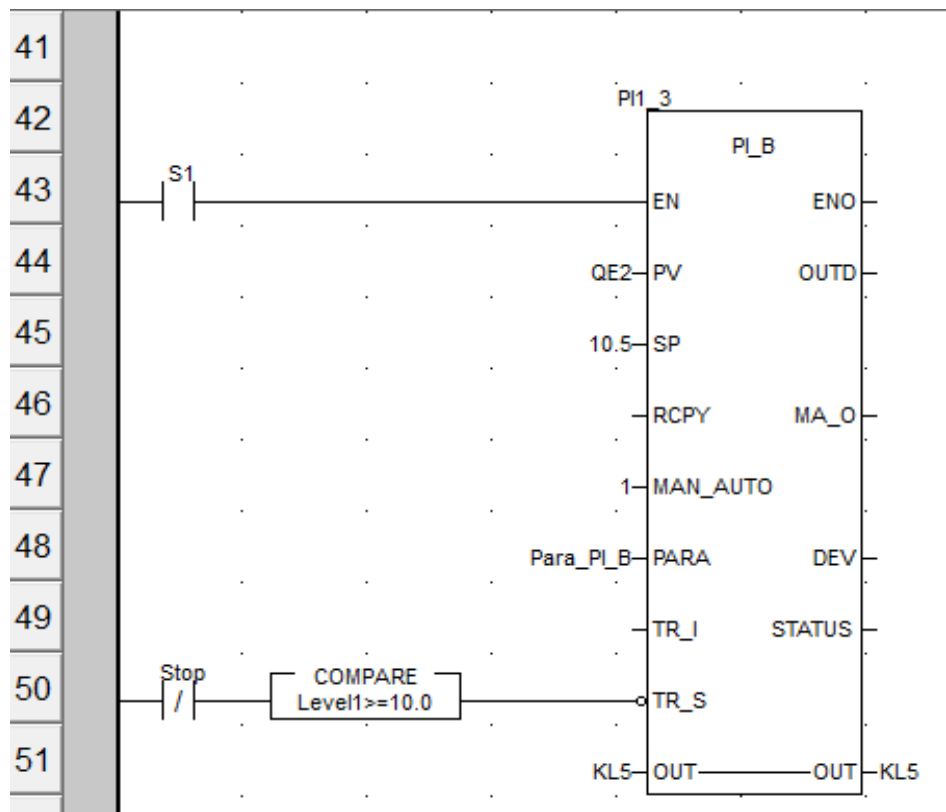 41
42
PI1_3
PI_B
43
S1
EN ENO
44
QE2 PV OUTD
45
10.5 SP
46
RCPY MA_O
47
1 MAN_AUTO
48
Para_PI_B PARA DEV
49
TR_I STATUS
50
Stop
/
COMPARE
Level1>=10.0
TR_S
51
KL5 OUT OUT KL5